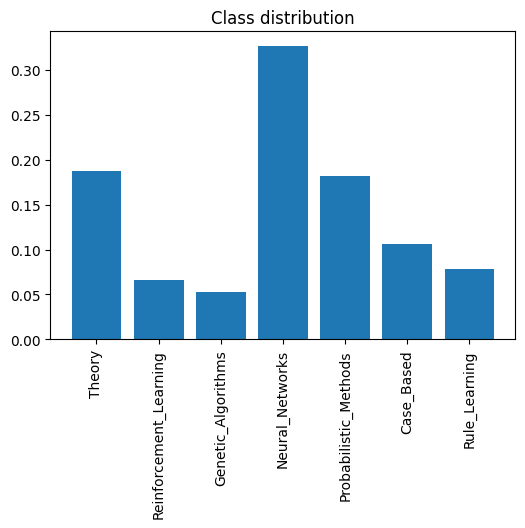 Class distribution
0.30
0.25
0.20
0.15
0.10
0.05
0.00
Theory
Reinforcement_Learning
Genetic_Algorithms
Neural_Networks
Probabilistic_Methods
Case_Based
Rule_Learning